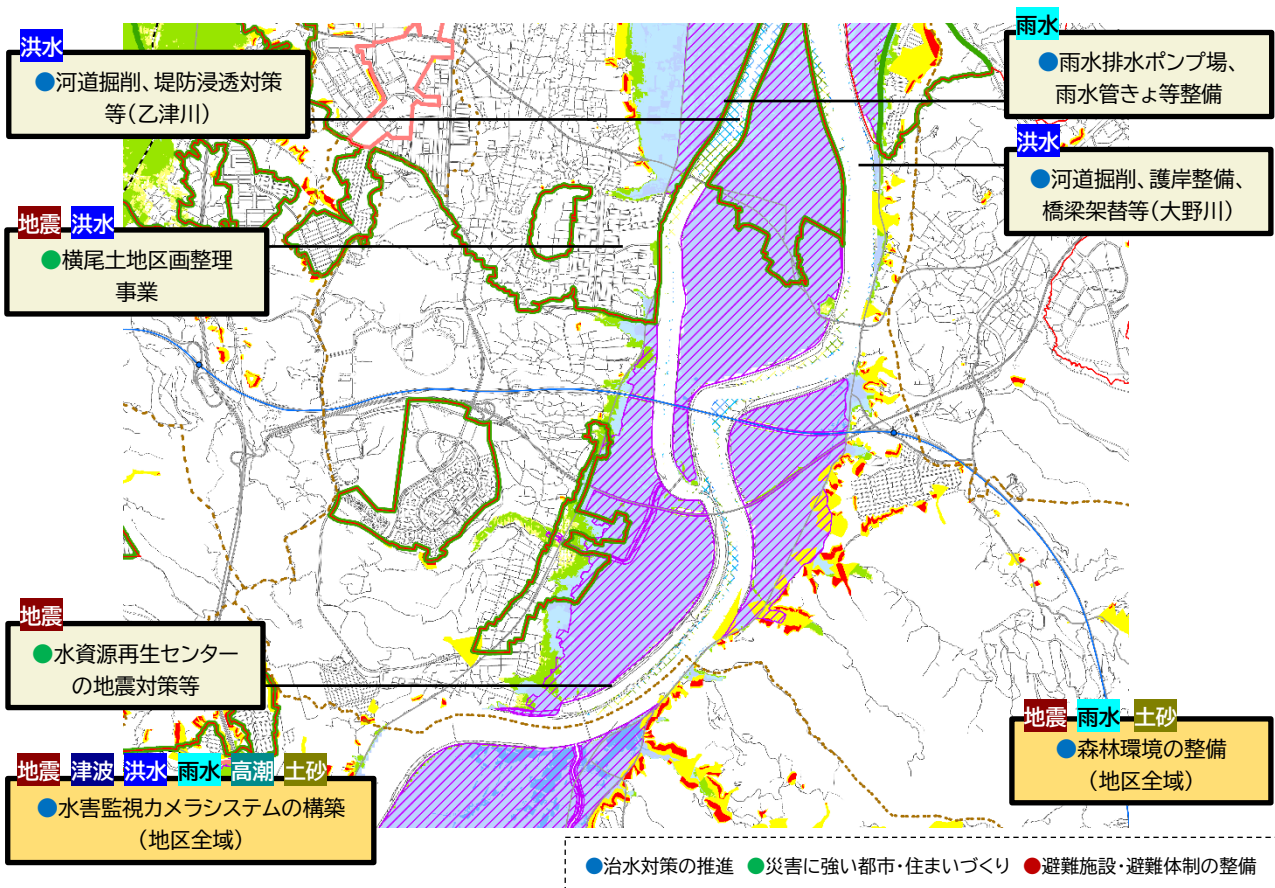 洪水
●河道掘削、堤防浸透対策
等(乙津川)
雨水
●雨水排水ポンプ場、
雨水管きょ等整備
洪水
●河道掘削、護岸整備、
橋梁架替等(大野川)
地震 洪水
●横尾土地区画整理
事業
地震
●水資源再生センター
の地震対策等
地震 津波 洪水 雨水 高潮 土砂
●水害監視カメラシステムの構築
(地区全域)
地震 雨水 土砂
●森林環境の整備
(地区全域)
●治水対策の推進 ●災害に強い都市・住まいづくり ●避難施設・避難体制の整備